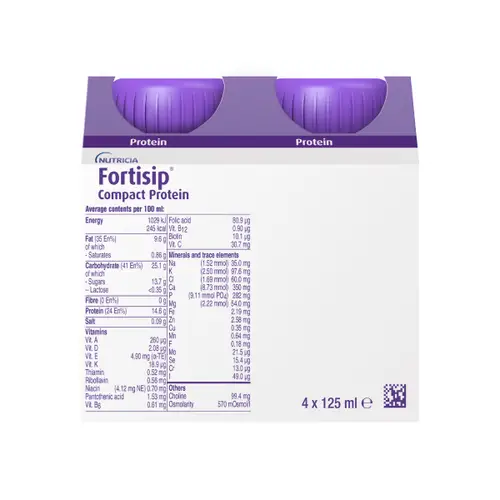 Protein
Protein
NUTRICIA
Fortisip®
Compact Protein
Average contents per 100 ml:
Energy 1029 kJ
245 kcal
Fat (35 En%) 9.6 g
of which
- Saturates 0.86 g
Carbohydrate (41 En%) 25.1 g
of which
- Sugars 13.7 g
– Lactose <0.35 g
Fibre (0 En%) 0 g
Protein (24 En%) 14.6 g
Salt 0.09 g
Vitamins
Vit. A 260 µg
Vit. D 2.08 µg
Vit. E 4.90 mg (α-TE)
Vit. K 18.9 µg
Thiamin 0.52 mg
Riboflavin 0.56 mg
Niacin (4.12 mg NE) 0.70 mg
Pantothenic acid 1.53 mg
Vit. B6 0.61 mg
Folic acid 80.9 µg
Vit. B12 0.90 µg
Biotin 10.1 µg
Vit. C 30.7 mg
Minerals and trace elements
Na (1.52 mmol) 35.0 mg
K (2.50 mmol) 97.6 mg
Cl (1.69 mmol) 60.0 mg
Ca (8.73 mmol) 350 mg
P (9.11 mmol PO4) 282 mg
Mg (2.22 mmol) 54.0 mg
Fe 2.19 mg
Zn 2.58 mg
Cu 0.35 mg
Mn 0.64 mg
F 0.18 mg
Mo 21.5 µg
Se 15.4 µg
Cr 13.0 µg
I 49.0 µg
Others
Choline 99.4 mg
Osmolarity 570 mOsmol/l
4 x 125 ml ℮